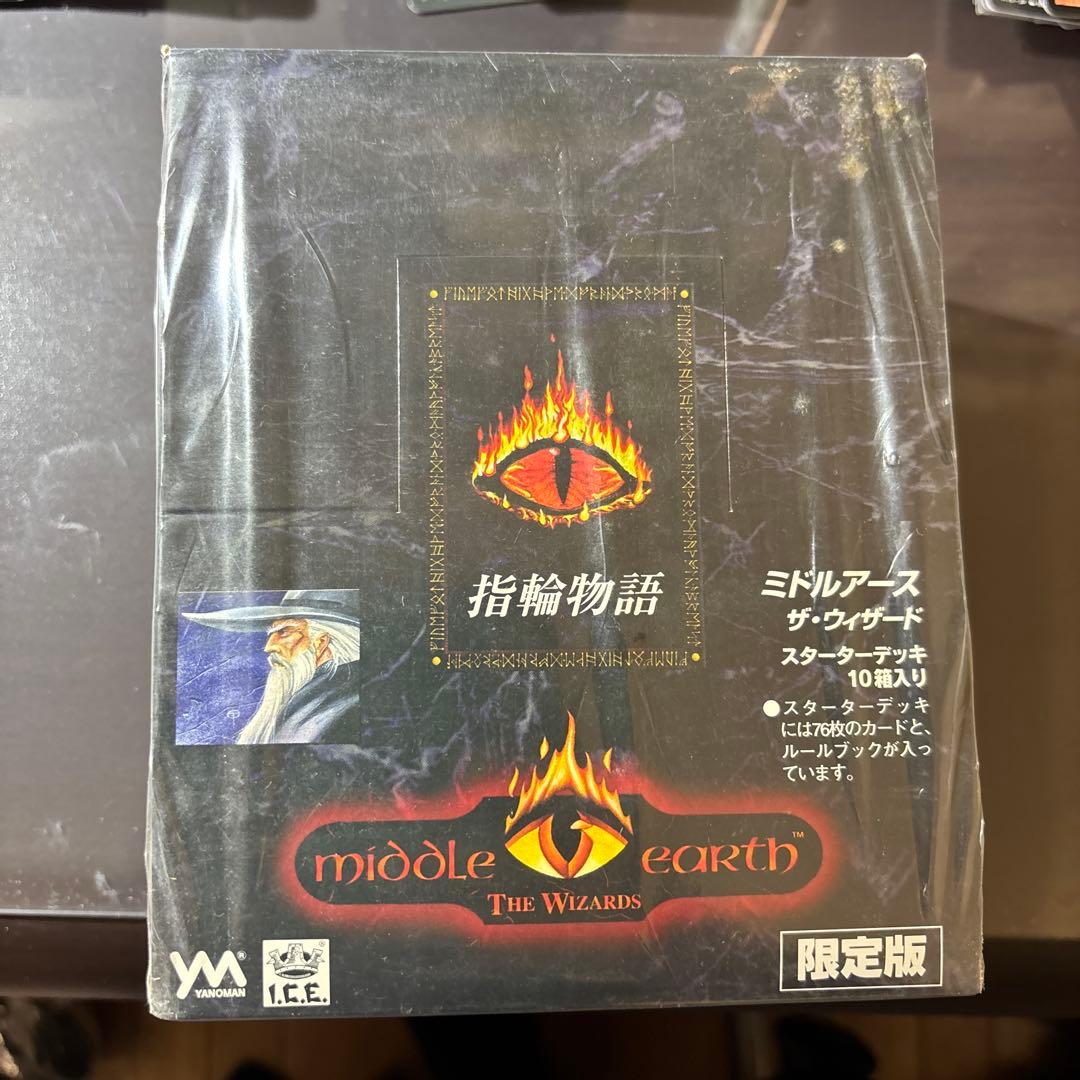 指輪物語
ミドルアース
ザ・ウィザード
スターターデッキ
10箱入り
●スターターデッキ
には76枚のカードと、
ルールブックが入っ
ています。
middle earth™
THE WIZARDS
YM®
YANOMAN
®
I.C.E.
限定版